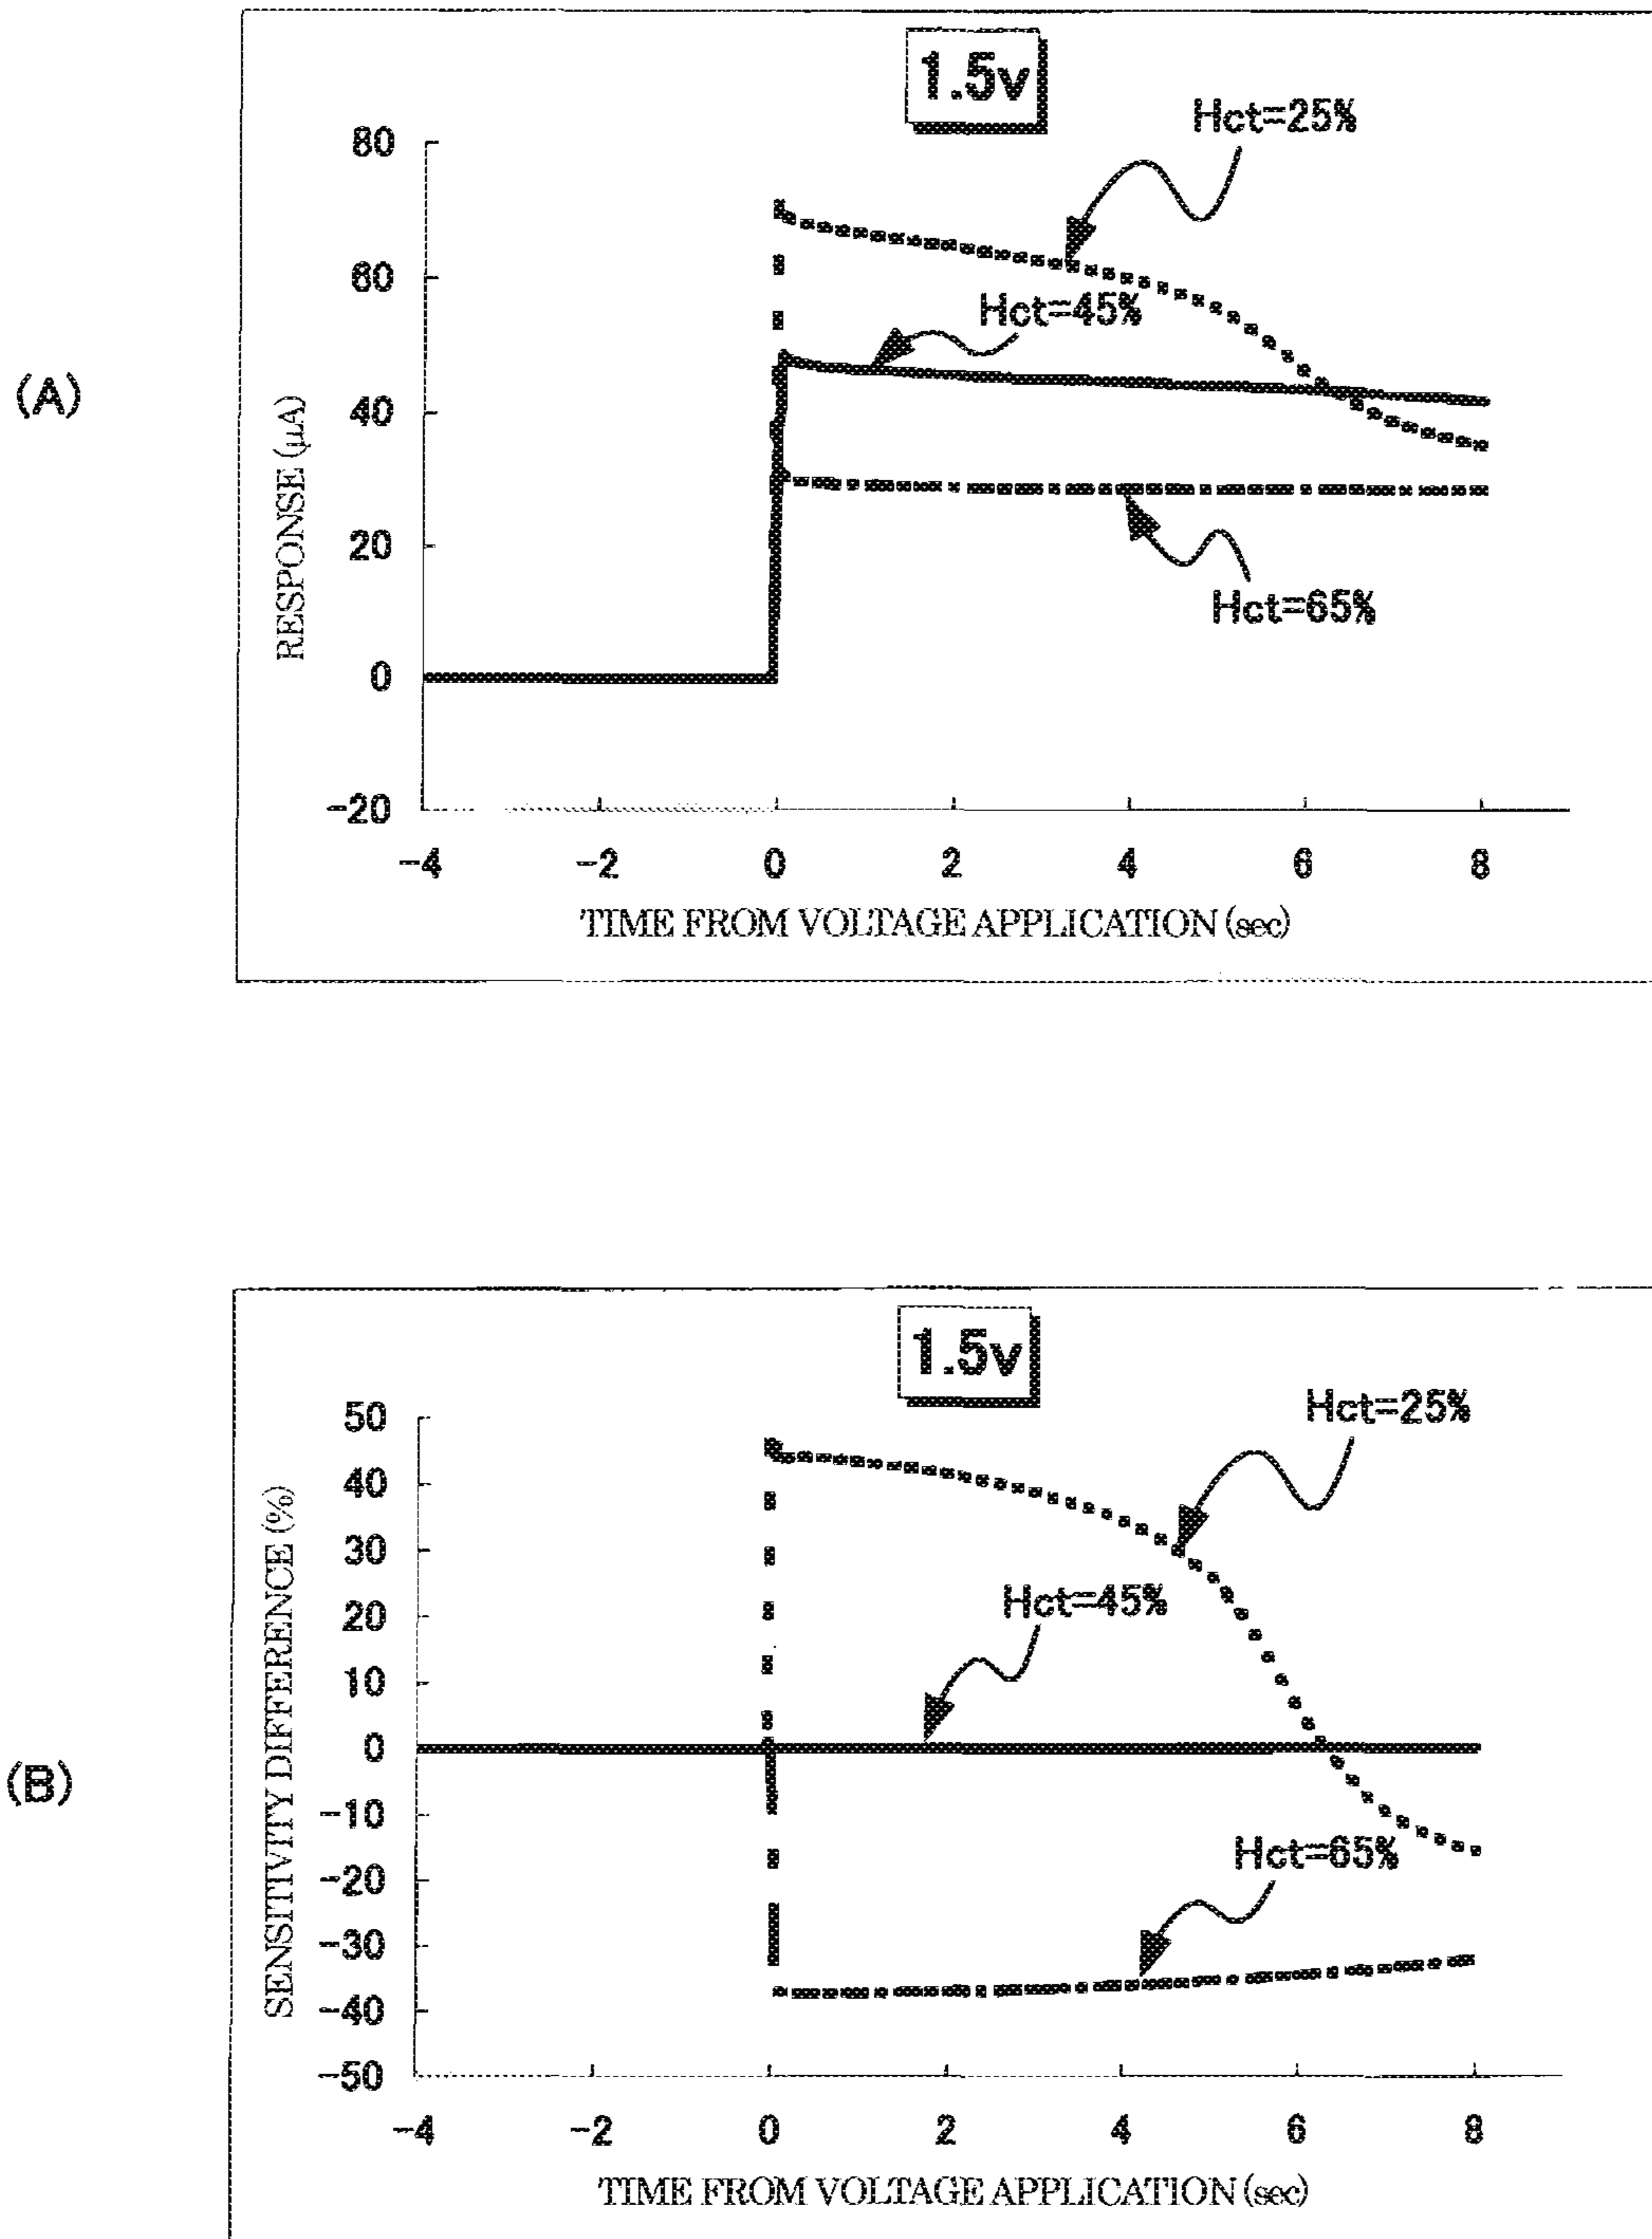 (A)
1.5v
Hct=25%
Hct=45%
Hct=65%
RESPONSE (μA)
80
60
40
20
0
-20
-4 -2 0 2 4 6 8
TIME FROM VOLTAGE APPLICATION (sec)
(B)
1.5v
Hct=25%
Hct=45%
Hct=65%
SENSITIVITY DIFFERENCE (%)
50
40
30
20
10
0
-10
-20
-30
-40
-50
-4 -2 0 2 4 6 8
TIME FROM VOLTAGE APPLICATION (sec)